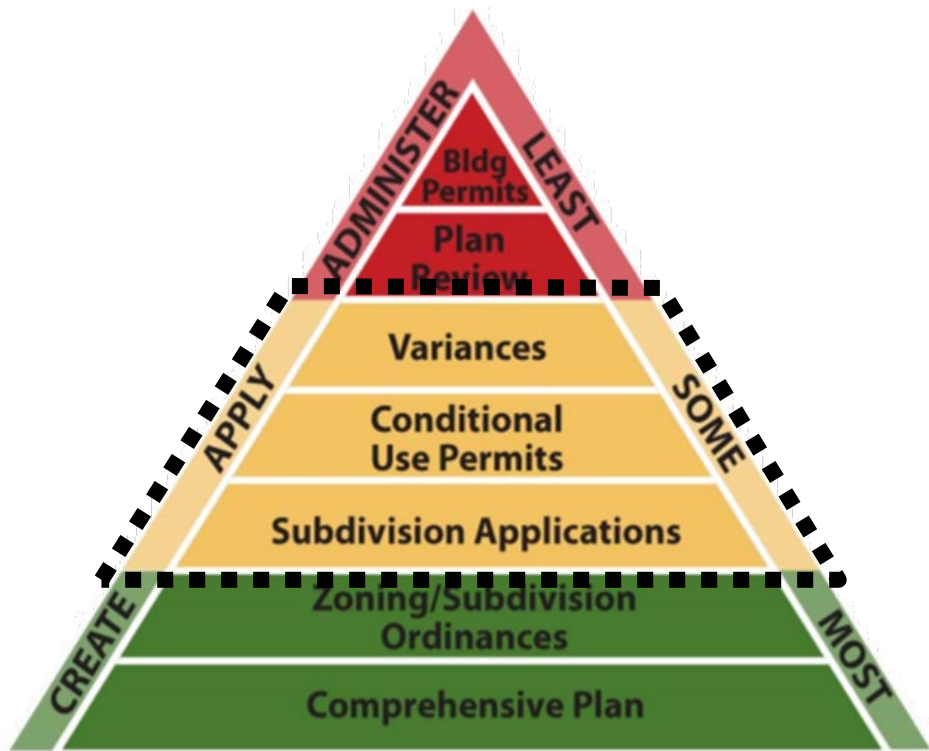 ADMINISTER
LEAST
Bldg
Permits
Plan
Review
APPLY
SOME
Variances
Conditional
Use Permits
Subdivision Applications
CREATE
MOST
Zoning/Subdivision
Ordinances
Comprehensive Plan